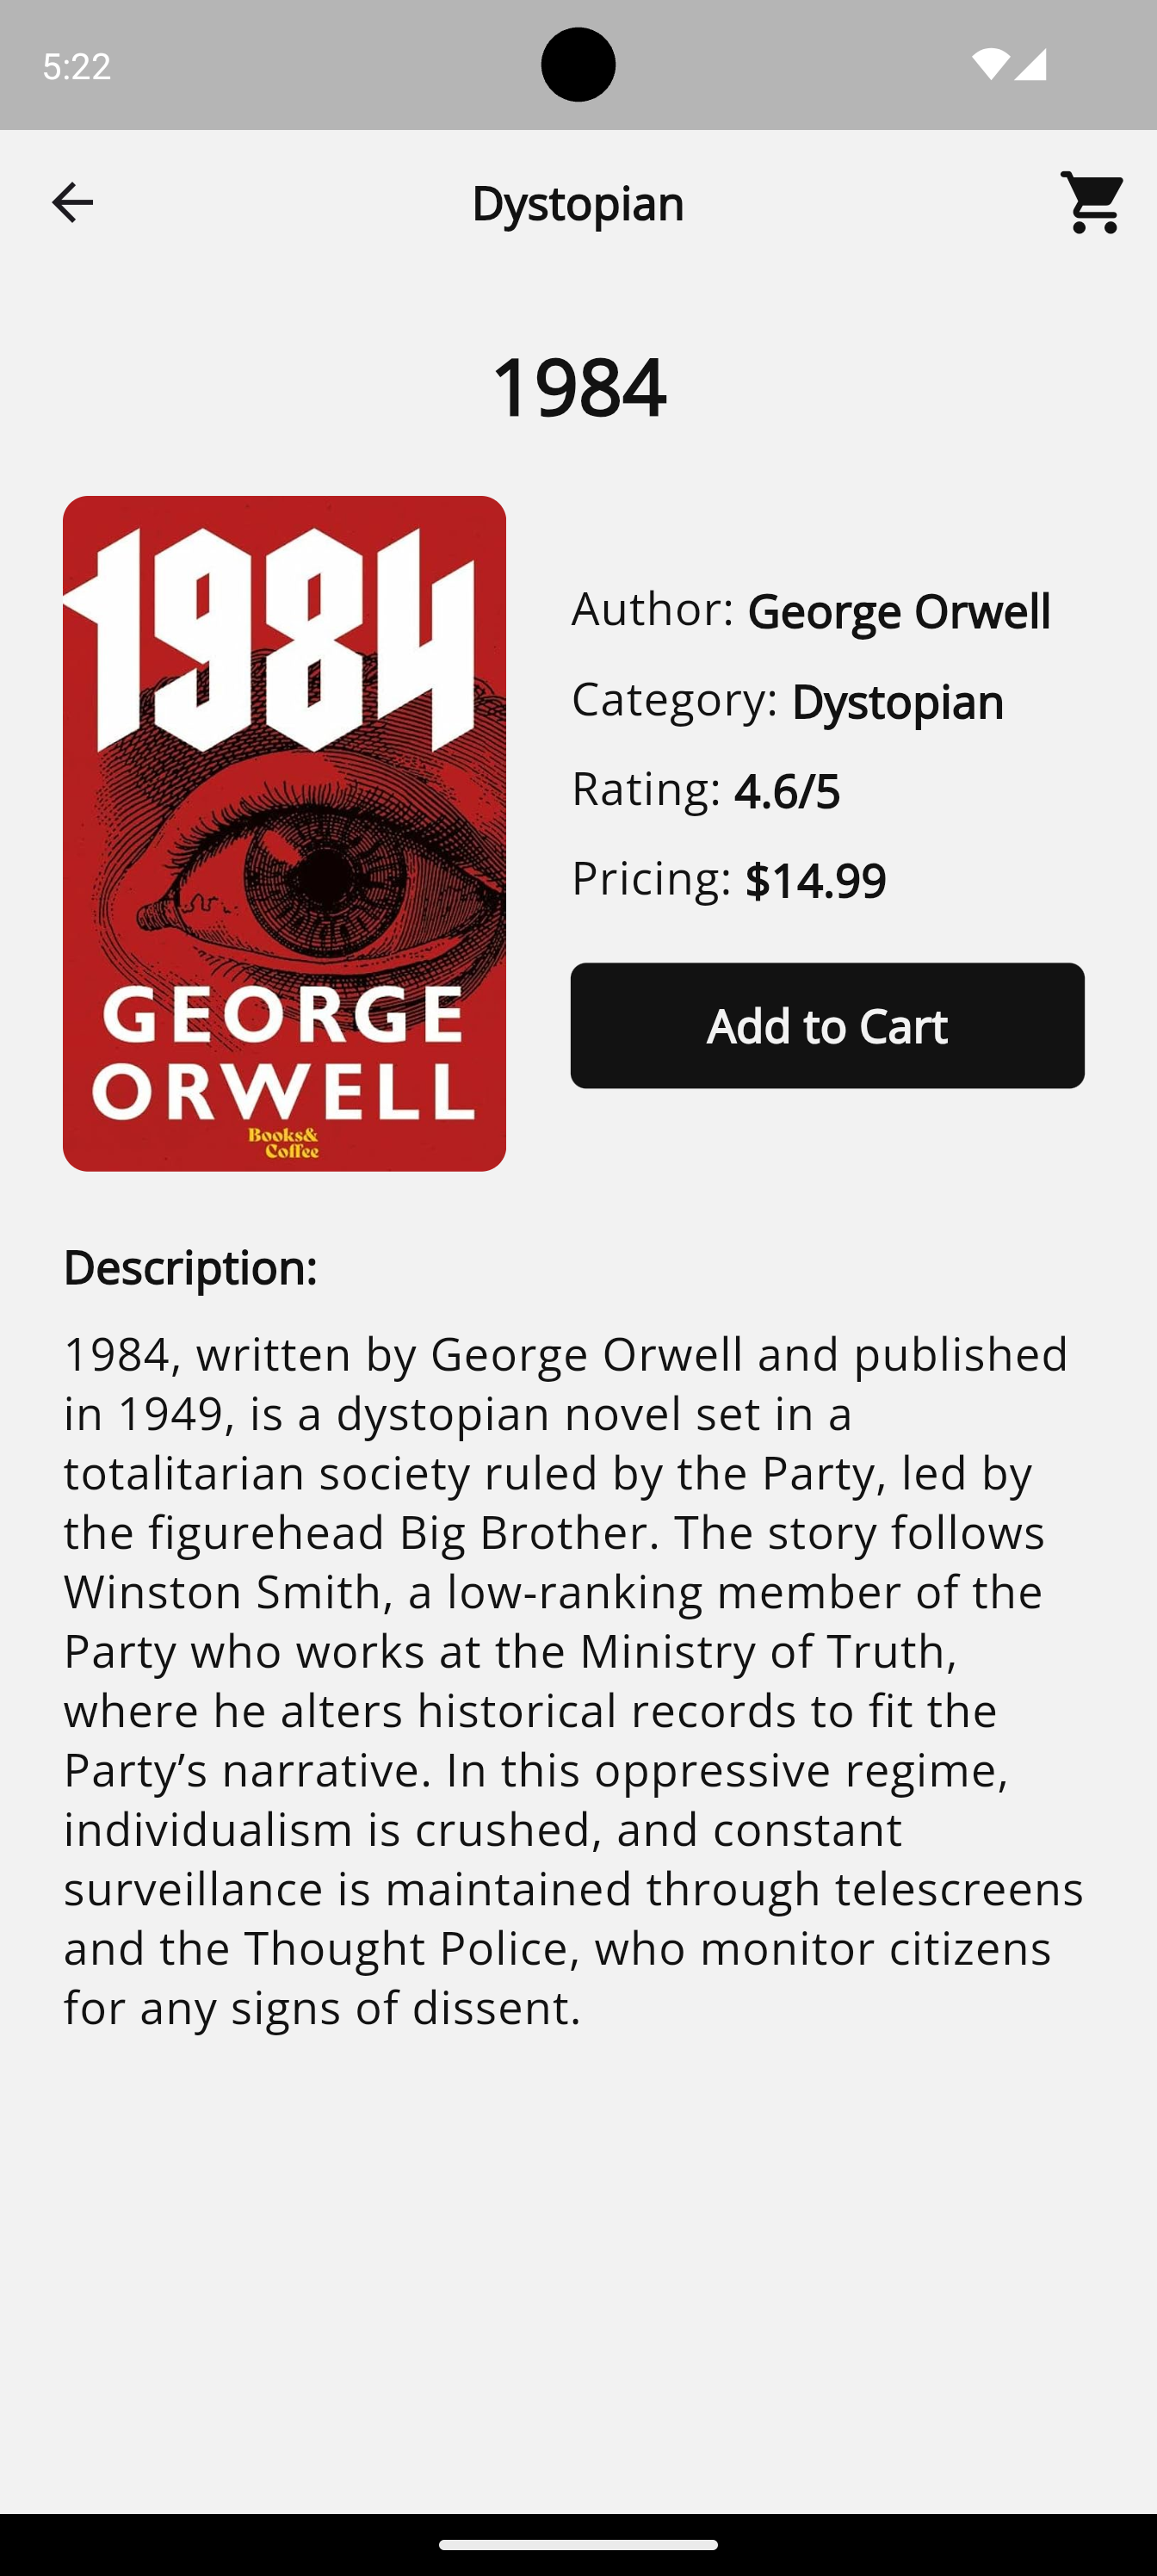 5:22
Dystopian
1984
1984
GEORGE
ORWELL
Books&
Coffee
Author: George Orwell
Category: Dystopian
Rating: 4.6/5
Pricing: $14.99
Add to Cart
Description:
1984, written by George Orwell and published
in 1949, is a dystopian novel set in a
totalitarian society ruled by the Party, led by
the figurehead Big Brother. The story follows
Winston Smith, a low-ranking member of the
Party who works at the Ministry of Truth,
where he alters historical records to fit the
Party’s narrative. In this oppressive regime,
individualism is crushed, and constant
surveillance is maintained through telescreens
and the Thought Police, who monitor citizens
for any signs of dissent.